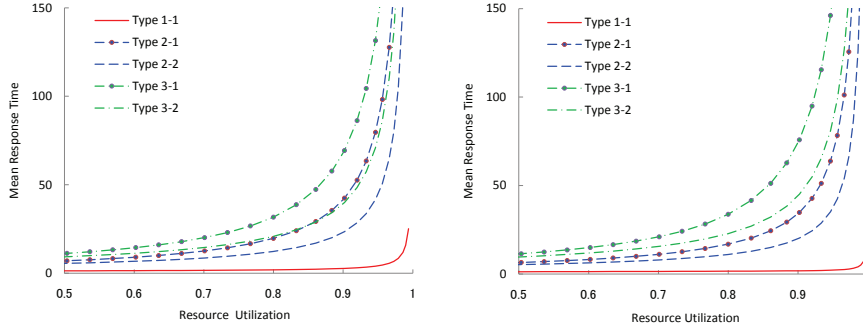 150
100
50
0
Mean Response Time
0.5
0.6
0.7
0.8
0.9
1
Resource Utilization
Type 1-1
Type 2-1
Type 2-2
Type 3-1
Type 3-2
150
100
50
0
Mean Response Time
0.5
0.6
0.7
0.8
0.9
Resource Utilization
Type 1-1
Type 2-1
Type 2-2
Type 3-1
Type 3-2